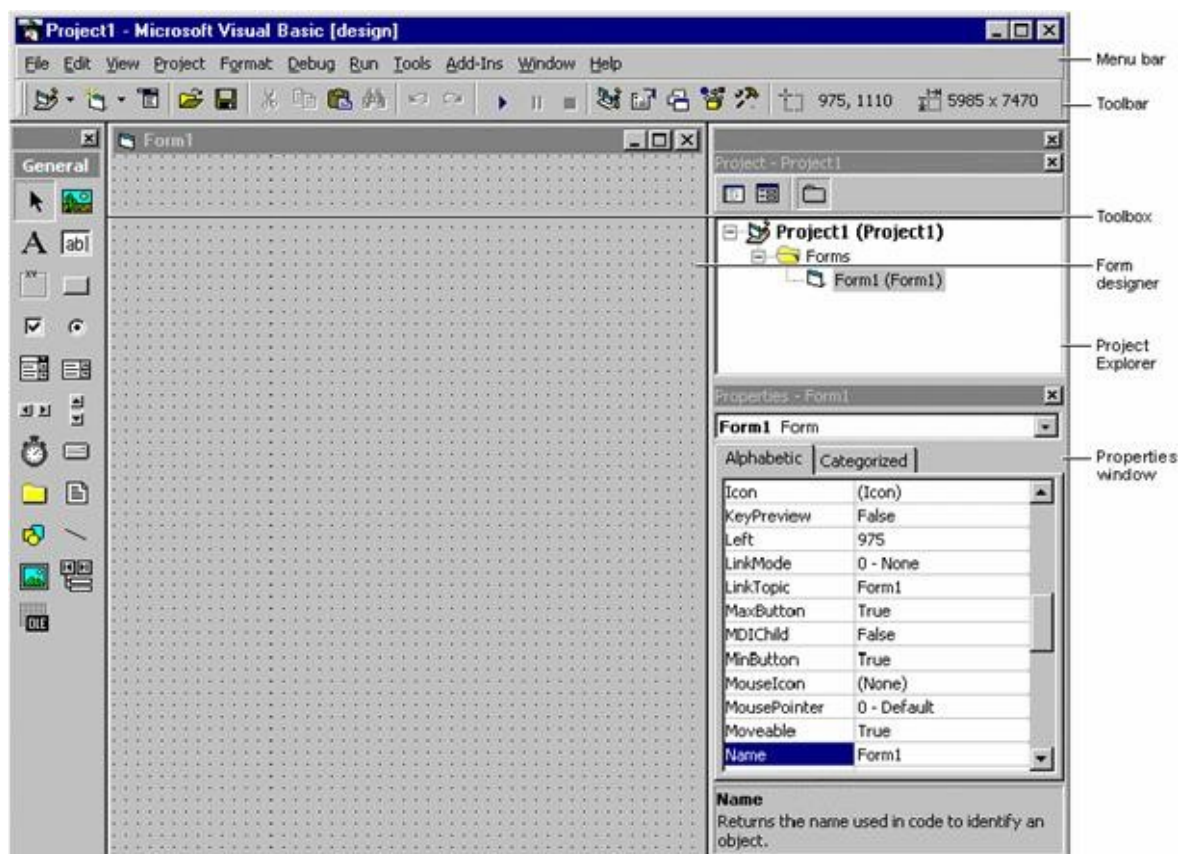 Project1 - Microsoft Visual Basic [design]
File Edit View Project Format Debug Run Tools Add-Ins Window Help
Menu bar
975, 1110
5985 x 7470
Toolbar
General
A
abl
XY
OLE
Form1
Project - Project1
Project1 (Project1)
Forms
Form1 (Form1)
Toolbox
Form
designer
Project
Explorer
Properties - Form1
Form1 Form
Alphabetic Categorized
Properties
window
Icon (Icon)
KeyPreview False
Left 975
LinkMode 0 - None
LinkTopic Form1
MaxButton True
MDIChild False
MinButton True
MouseIcon (None)
MousePointer 0 - Default
Moveable True
Name Form1
Name
Returns the name used in code to identify an
object.